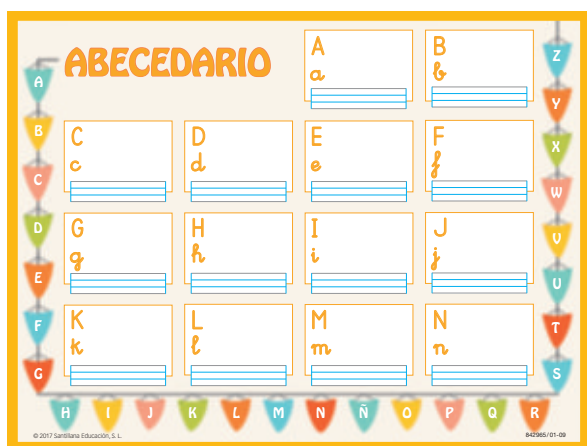 ABECEDARIO
A
a
B
b
C
c
D
d
E
e
F
f
G
g
H
h
I
i
J
j
K
k
L
l
M
m
N
n
A
B
C
D
E
F
G
H
I
J
K
L
M
N
Ñ
O
P
Q
R
S
T
U
V
W
X
Y
Z
© 2017 Santillana Educación, S. L.
842965/01-09